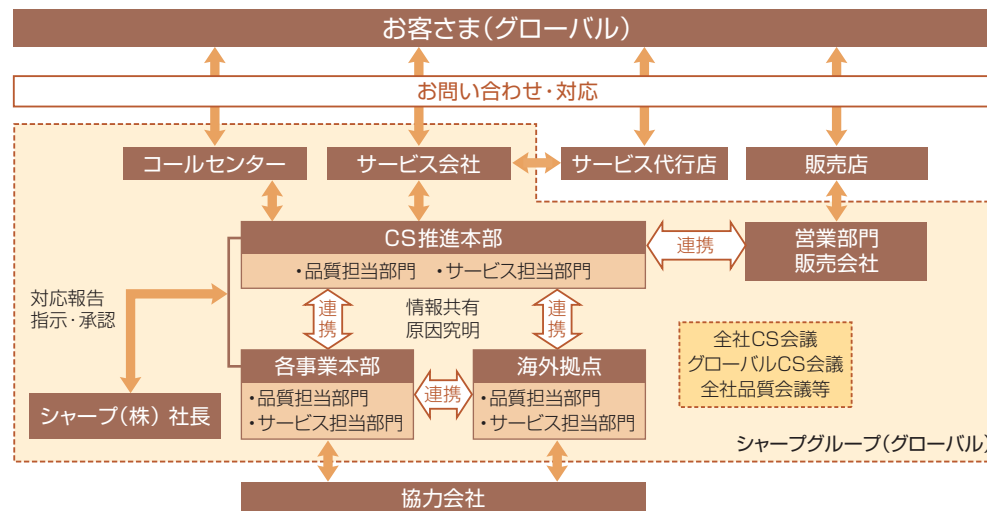 お客さま(グローバル)
お問い合わせ・対応
コールセンター
サービス会社
サービス代行店
販売店
CS推進本部
・品質担当部門 ・サービス担当部門
連携
営業部門
販売会社
対応報告
指示・承認
連携
情報共有
原因究明
連携
全社CS会議
グローバルCS会議
全社品質会議等
各事業本部
・品質担当部門
・サービス担当部門
連携
海外拠点
・品質担当部門
・サービス担当部門
シャープ(株) 社長
シャープグループ(グローバル)
協力会社